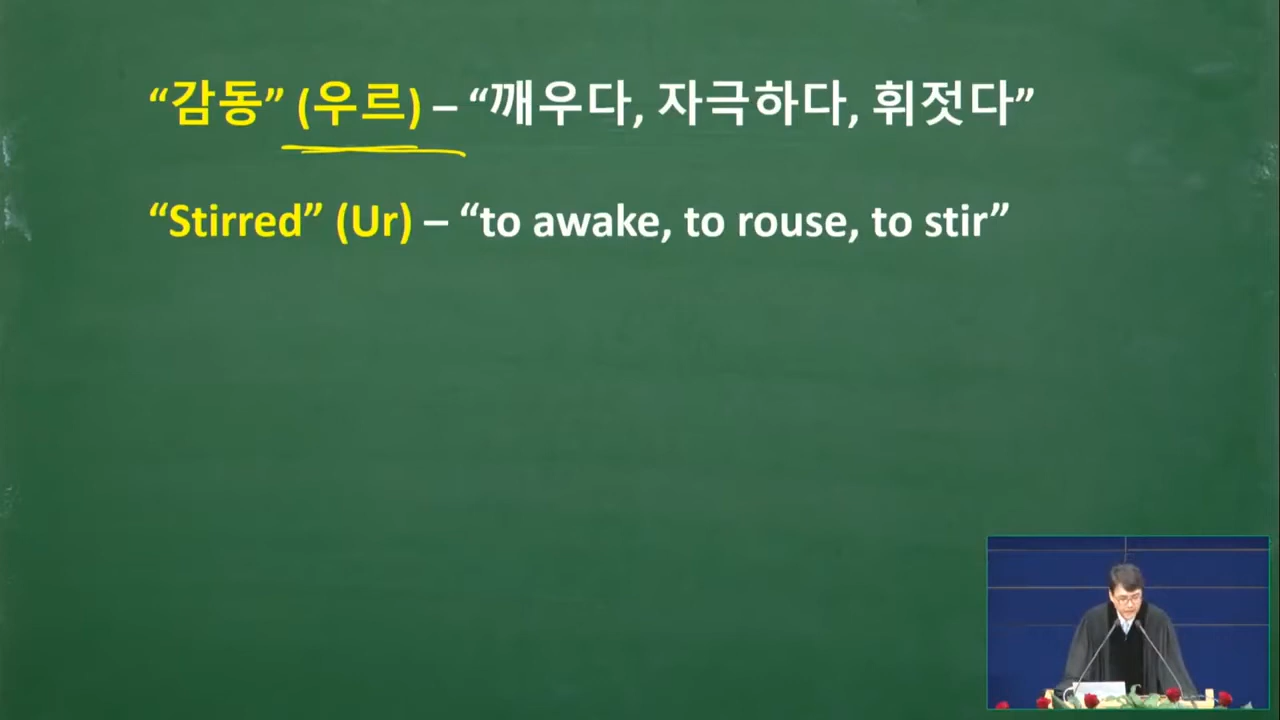 “감동” (우르) – “깨우다, 자극하다, 휘젓다”
“Stirred” (Ur) – “to awake, to rouse, to stir”